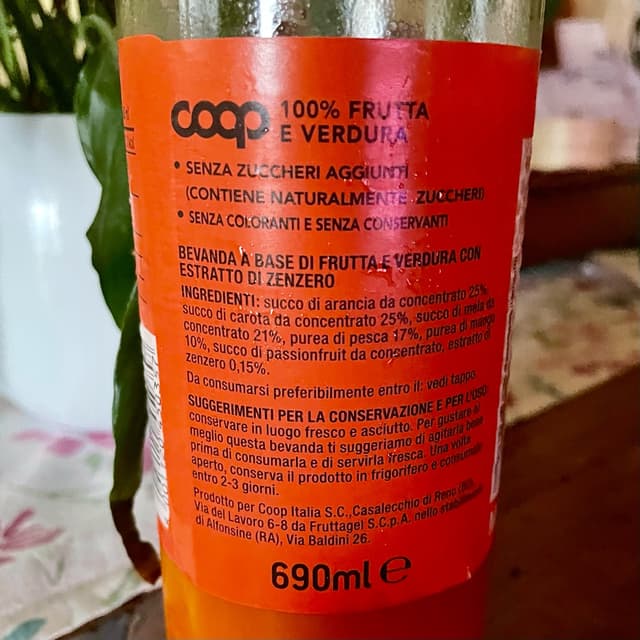 coop 100% FRUTTA
E VERDURA
• SENZA ZUCCHERI AGGIUNTI
(CONTIENE NATURALMENTE ZUCCHERI)
• SENZA COLORANTI E SENZA CONSERVANTI
BEVANDA A BASE DI FRUTTA E VERDURA CON
ESTRATTO DI ZENZERO
INGREDIENTI: succo di arancia da concentrato 25%,
succo di carota da concentrato 25%, succo di mela da
concentrato 21%, purea di pesca 17%, purea di mango
10%, succo di passionfruit da concentrato, estratto di
zenzero 0,15%.
Da consumarsi preferibilmente entro il: vedi tappo.
SUGGERIMENTI PER LA CONSERVAZIONE E PER L'USO:
conservare in luogo fresco e asciutto. Per gustare al
meglio questa bevanda ti suggeriamo di agitarla bene
prima di consumarla e di servirla fresca. Una volta
aperto, conserva il prodotto in frigorifero e consumalo
entro 2-3 giorni.
Prodotto per Coop Italia S.C., Casalecchio di Reno (BO),
Via del Lavoro 6-8 da Fruttagel S.C.p.A. nello stabilimento
di Alfonsine (RA), Via Baldini 26.
690ml e